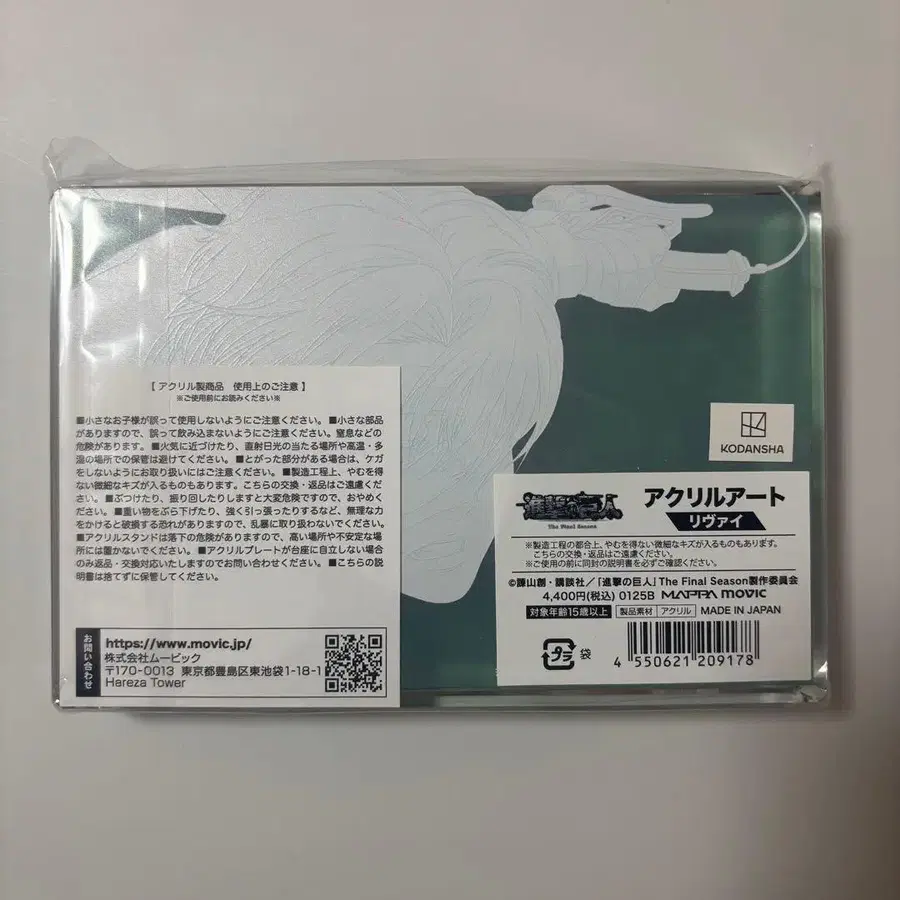 【 アクリル製商品　使用上のご注意 】
※ご使用前にお読みください※
■小さなお子様が誤って使用しないようにご注意ください。■小さな部品
がありますので、誤って飲み込まないようにご注意ください。窒息などの
危険があります。■火気に近づけたり、直射日光の当たる場所や高温・多
湿の場所での保管は避けてください。■とがった部分がある場合は、ケガ
をしないようにお取り扱いにはご注意ください。■製造工程上、やむを得
ない微細なキズが入るものもあります。こちらの交換・返品はご遠慮くだ
さい。■ぶつけたり、振り回したりしますと大変危険ですので、おやめく
ださい。■重い物をぶら下げたり、強く引っ張ったりするなど、無理な力
をかけると破損する恐れがありますので、乱暴に取り扱わないでください。
■アクリルスタンドは落下の危険がありますので、高い場所や不安定な場
所には置かないでください。■アクリルプレートが台座に自立しない場合
のみ返品・交換対応いたしますのでお問い合わせください。■こちらの説
明書は捨てずに保管してください。
お問い合わせ
https://www.movic.jp/
株式会社ムービック
〒170-0013 東京都豊島区東池袋1-18-1
Hareza Tower
KODANSHA
進撃の巨人
The Final Season
アクリルアート
リヴァイ
※製造工程の都合上、やむを得ない微細なキズが入るものもあります。
こちらの交換・返品はご遠慮ください。
※ご使用の前に同封の説明書を必ずご確認ください。
©諫山創・講談社／「進撃の巨人」The Final Season製作委員会
4,400円(税込) 0125B MAPPA movic
対象年齢15歳以上 製品素材 アクリル MADE IN JAPAN
プラ 袋
4 550621 209178